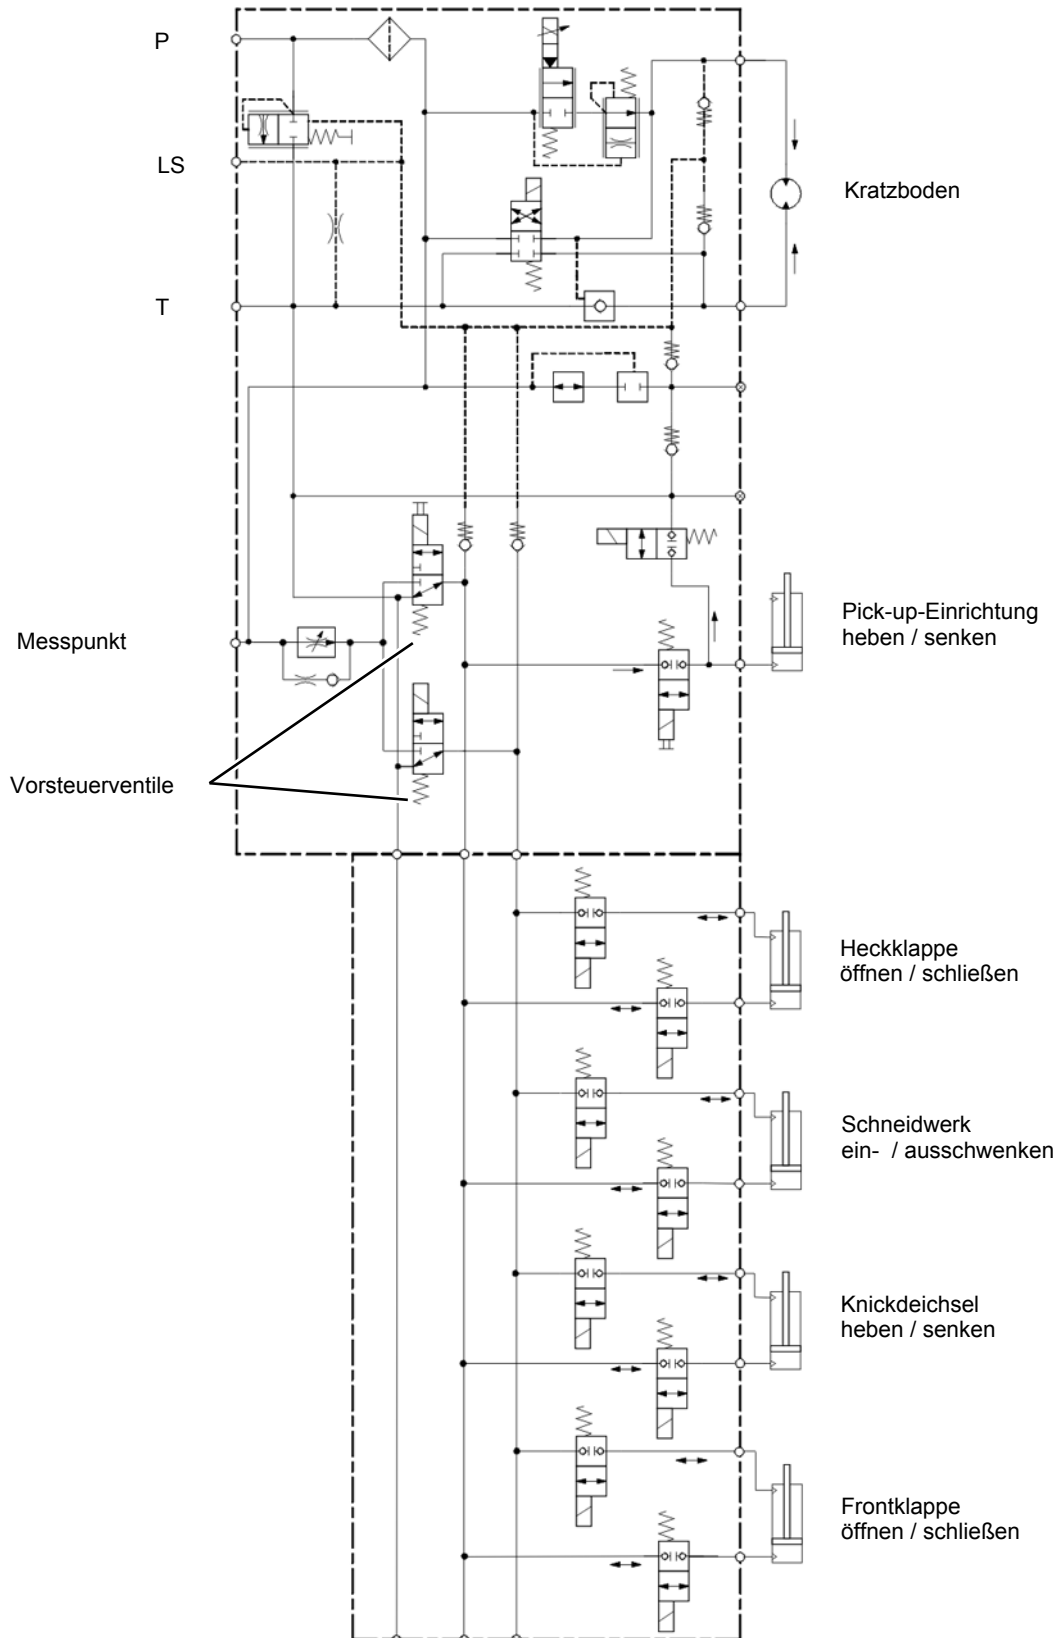 P
LS
Kratzboden
T
Pick-up-Einrichtung
heben / senken
Messpunkt
Vorsteuerventile
Heckklappe
öffnen / schließen
Schneidwerk
ein-  / ausschwenken
Knickdeichsel
heben / senken
Frontklappe
öffnen / schließen